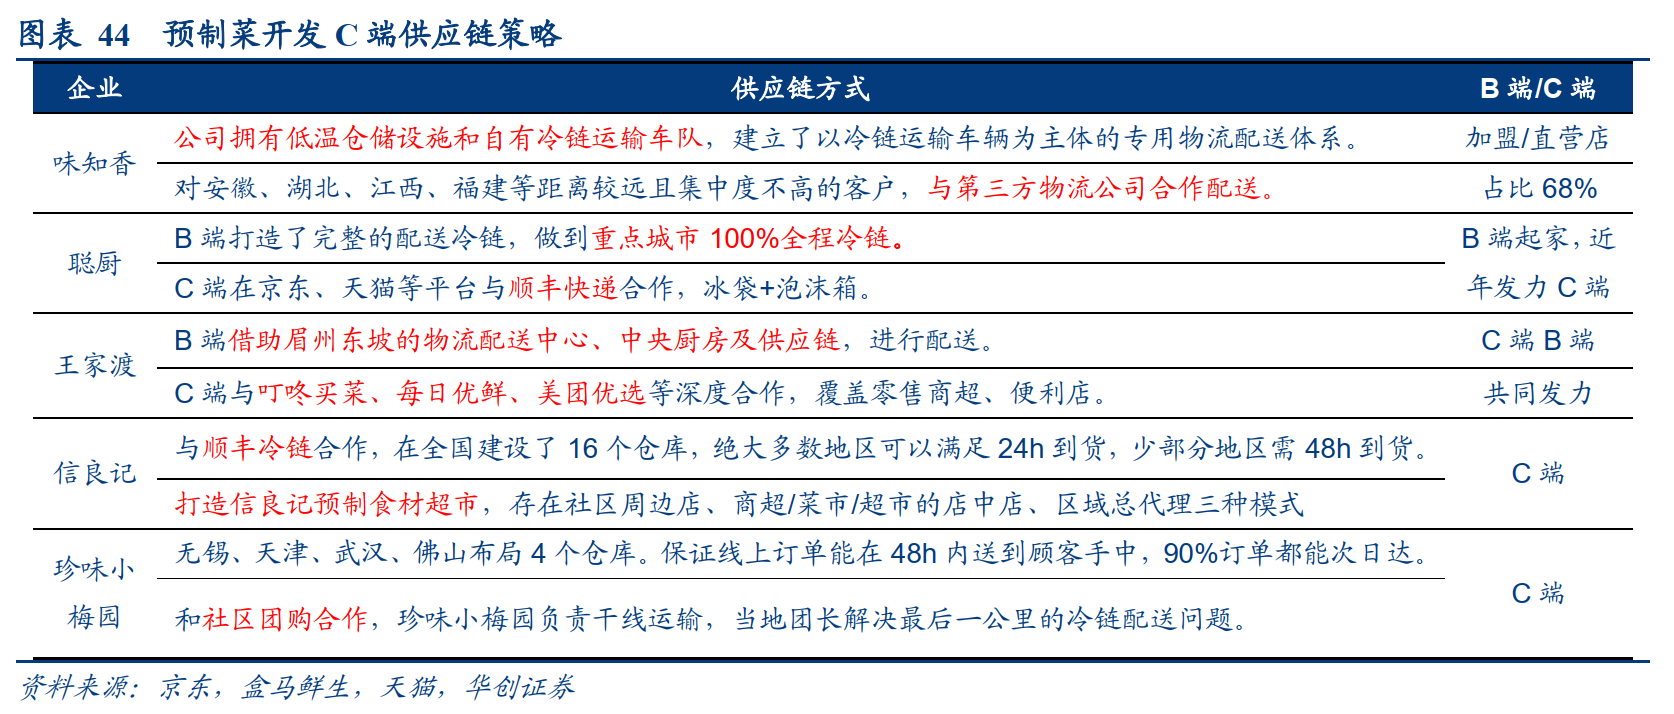 图表 44 预制菜开发 C 端供应链策略
企业 供应链方式 B 端/C 端
味知香
公司拥有低温仓储设施和自有冷链运输车队，建立了以冷链运输车辆为主体的专用物流配送体系。
对安徽、湖北、江西、福建等距离较远且集中度不高的客户，与第三方物流公司合作配送。
加盟/直营店
占比 68%
聪厨
B 端打造了完整的配送冷链，做到重点城市 100%全程冷链。
C 端在京东、天猫等平台与顺丰快递合作，冰袋+泡沫箱。
B 端起家，近
年发力 C 端
王家渡
B 端借助眉州东坡的物流配送中心、中央厨房及供应链，进行配送。
C 端与叮咚买菜、每日优鲜、美团优选等深度合作，覆盖零售商超、便利店。
C 端 B 端
共同发力
信良记
与顺丰冷链合作，在全国建设了 16 个仓库，绝大多数地区可以满足 24h 到货，少部分地区需 48h 到货。
打造信良记预制食材超市，存在社区周边店、商超/菜市/超市的店中店、区域总代理三种模式
C 端
珍味小
梅园
无锡、天津、武汉、佛山布局 4 个仓库。保证线上订单能在 48h 内送到顾客手中，90%订单都能次日达。
和社区团购合作，珍味小梅园负责干线运输，当地团长解决最后一公里的冷链配送问题。
C 端
资料来源：京东，盒马鲜生，天猫，华创证券